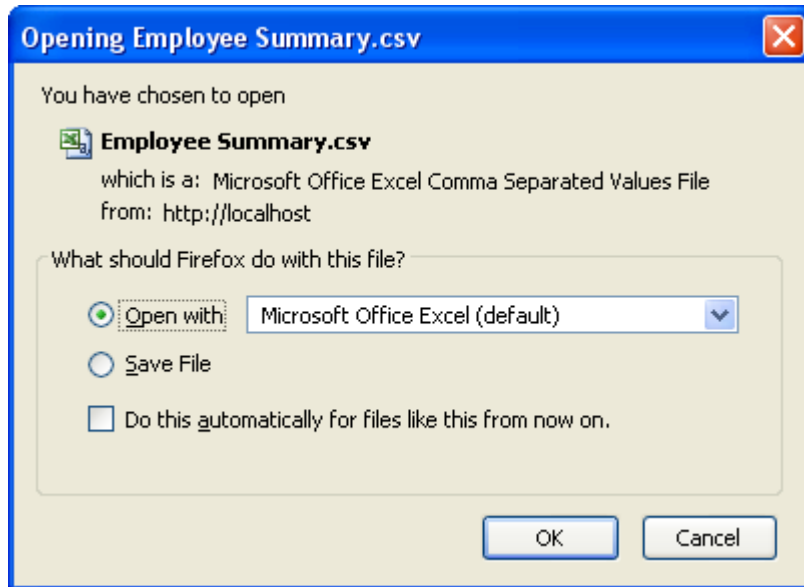 Opening Employee Summary.csv
You have chosen to open
Employee Summary.csv
which is a: Microsoft Office Excel Comma Separated Values File
from: http://localhost
What should Firefox do with this file?
Open with Microsoft Office Excel (default)
Save File
Do this automatically for files like this from now on.
OK Cancel